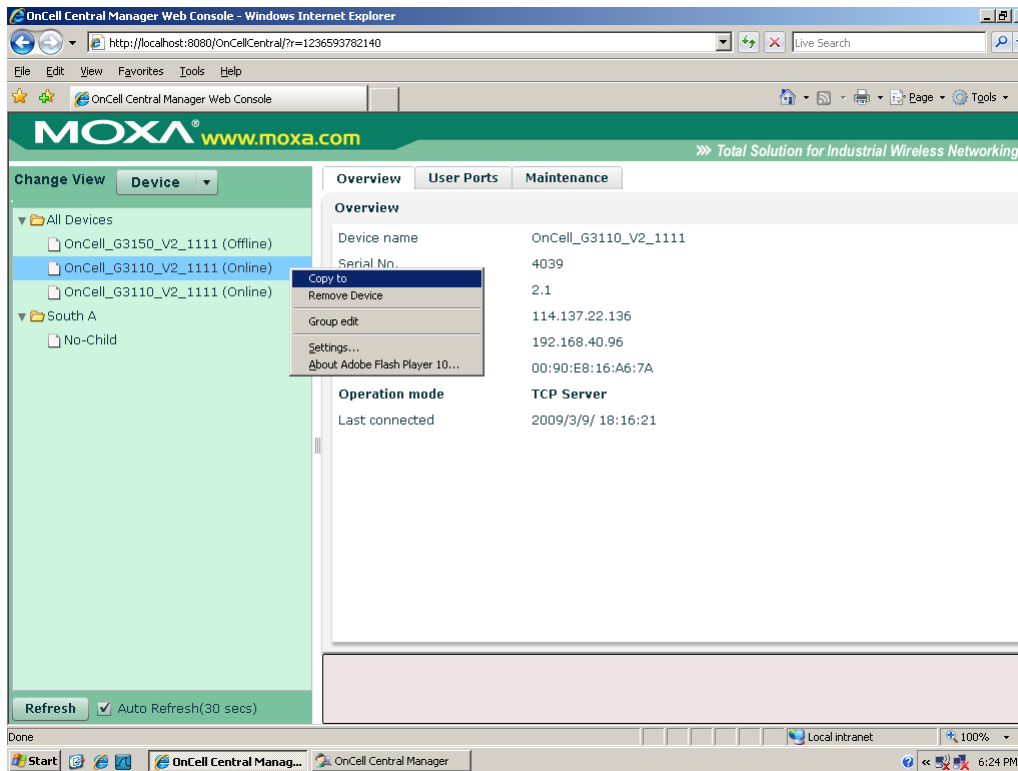 OnCell Central Manager Web Console - Windows Internet Explorer
http://localhost:8080/OnCellCentral/?r=1236593782140
Live Search
File Edit View Favorites Tools Help
OnCell Central Manager Web Console
Page Tools
MOXA® www.moxa.com
Total Solution for Industrial Wireless Networking
Change View Device
All Devices
OnCell_G3150_V2_1111 (Offline)
OnCell_G3110_V2_1111 (Online)
OnCell_G3110_V2_1111 (Online)
South A
No-Child
Overview User Ports Maintenance
Overview
Device name OnCell_G3110_V2_1111
Serial No. 4039
2.1
114.137.22.136
192.168.40.96
00:90:E8:16:A6:7A
Operation mode TCP Server
Last connected 2009/3/9/ 18:16:21
Copy to
Remove Device
Group edit
Settings...
About Adobe Flash Player 10...
Refresh Auto Refresh(30 secs)
Done Local intranet 100%
Start OnCell Central Manag... OnCell Central Manager 6:24 PM